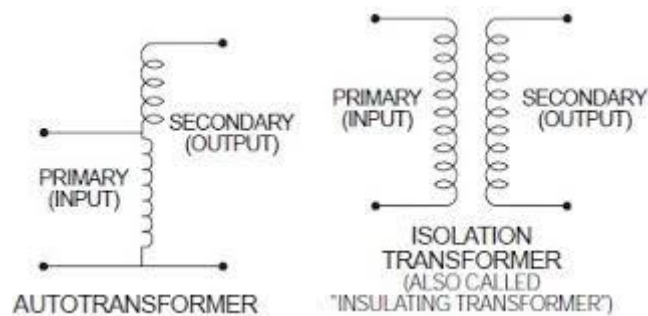 PRIMARY
(INPUT)
SECONDARY
(OUTPUT)
AUTOTRANSFORMER
PRIMARY
(INPUT)
SECONDARY
(OUTPUT)
ISOLATION
TRANSFORMER
(ALSO CALLED
"INSULATING TRANSFORMER")